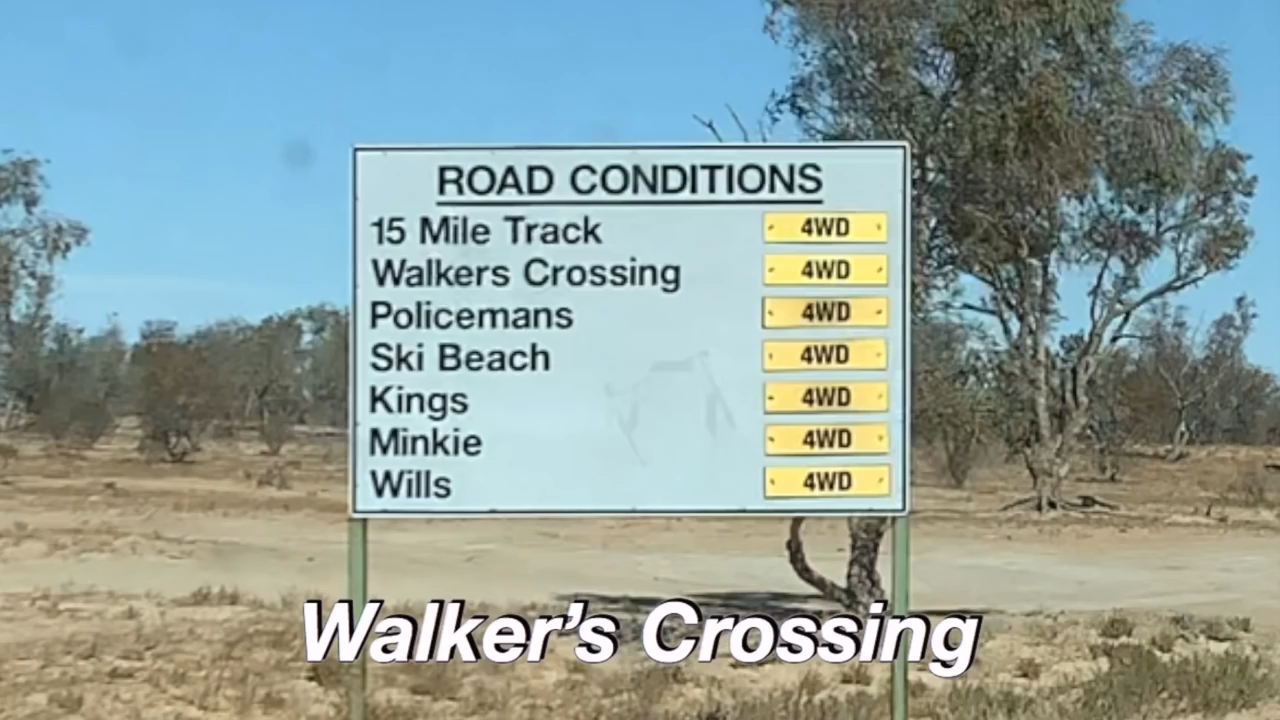 ROAD CONDITIONS
15 Mile Track 4WD
Walkers Crossing 4WD
Policemans 4WD
Ski Beach 4WD
Kings 4WD
Minkie 4WD
Wills 4WD
Walker's Crossing